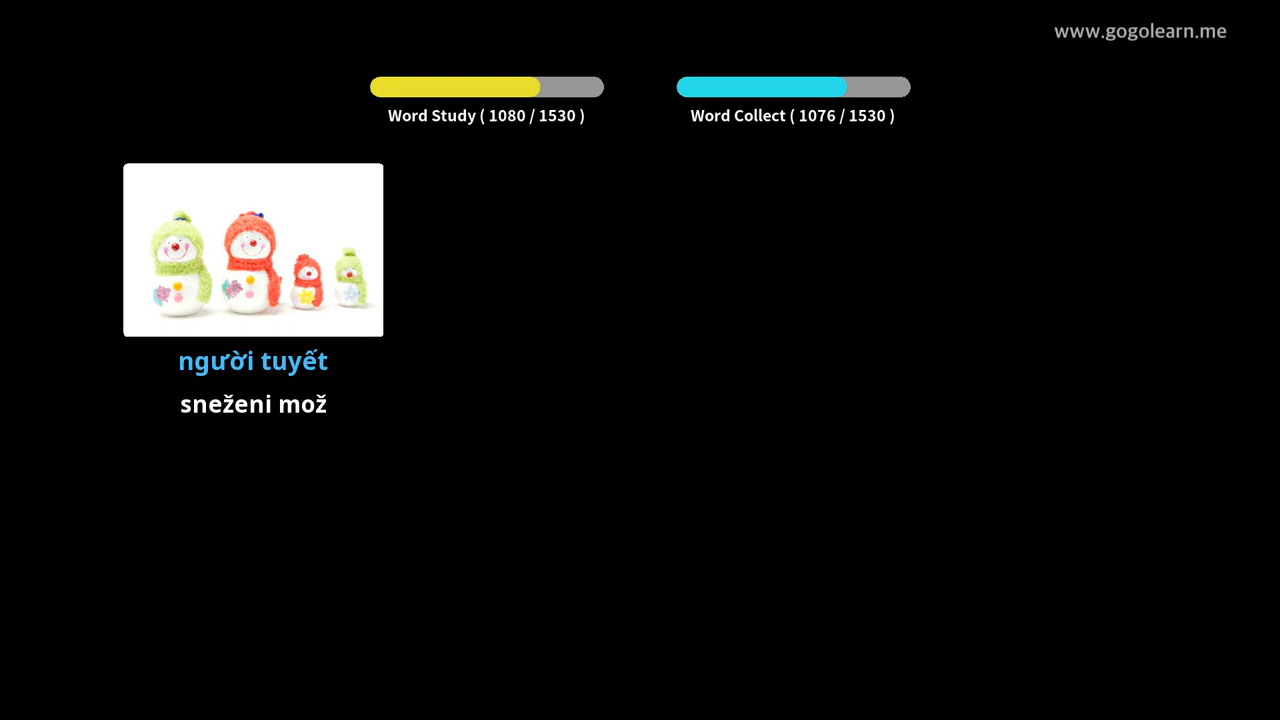 www.gogolearn.me
Word Study ( 1080 / 1530 )
Word Collect ( 1076 / 1530 )
người tuyết
sneženi mož